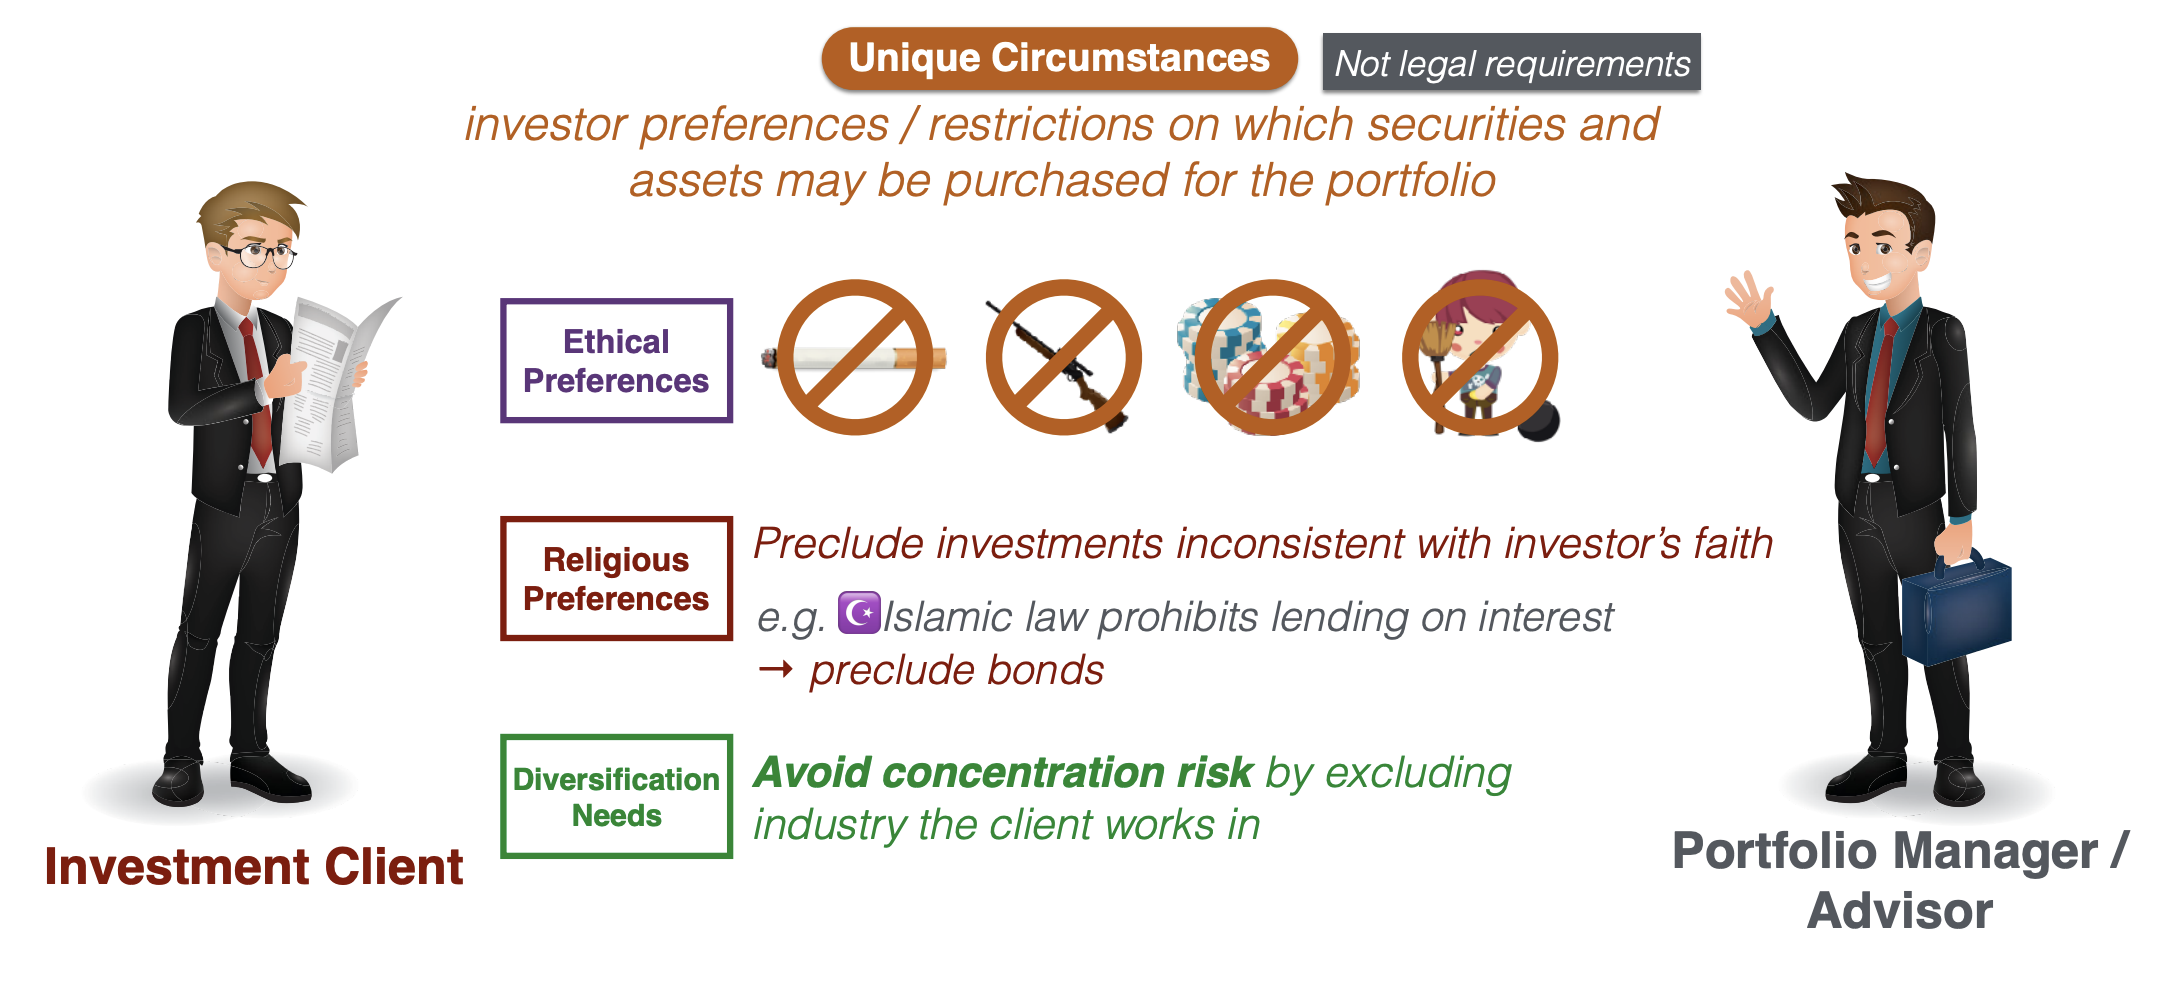 Unique Circumstances
Not legal requirements
investor preferences / restrictions on which securities and
assets may be purchased for the portfolio
Ethical
Preferences
Religious
Preferences
Preclude investments inconsistent with investor’s faith
e.g. ☪️Islamic law prohibits lending on interest
→ preclude bonds
Diversification
Needs
Avoid concentration risk by excluding
industry the client works in
Investment Client
Portfolio Manager /
Advisor